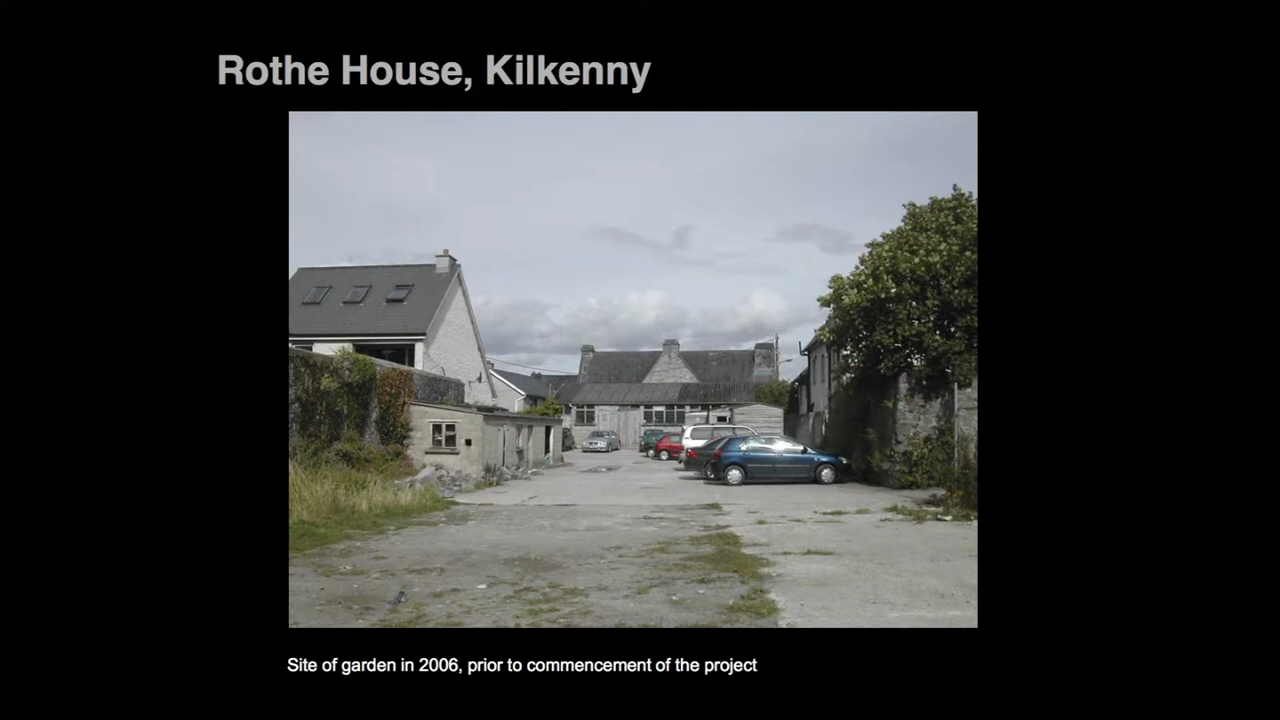 Rothe House, Kilkenny
Site of garden in 2006, prior to commencement of the project